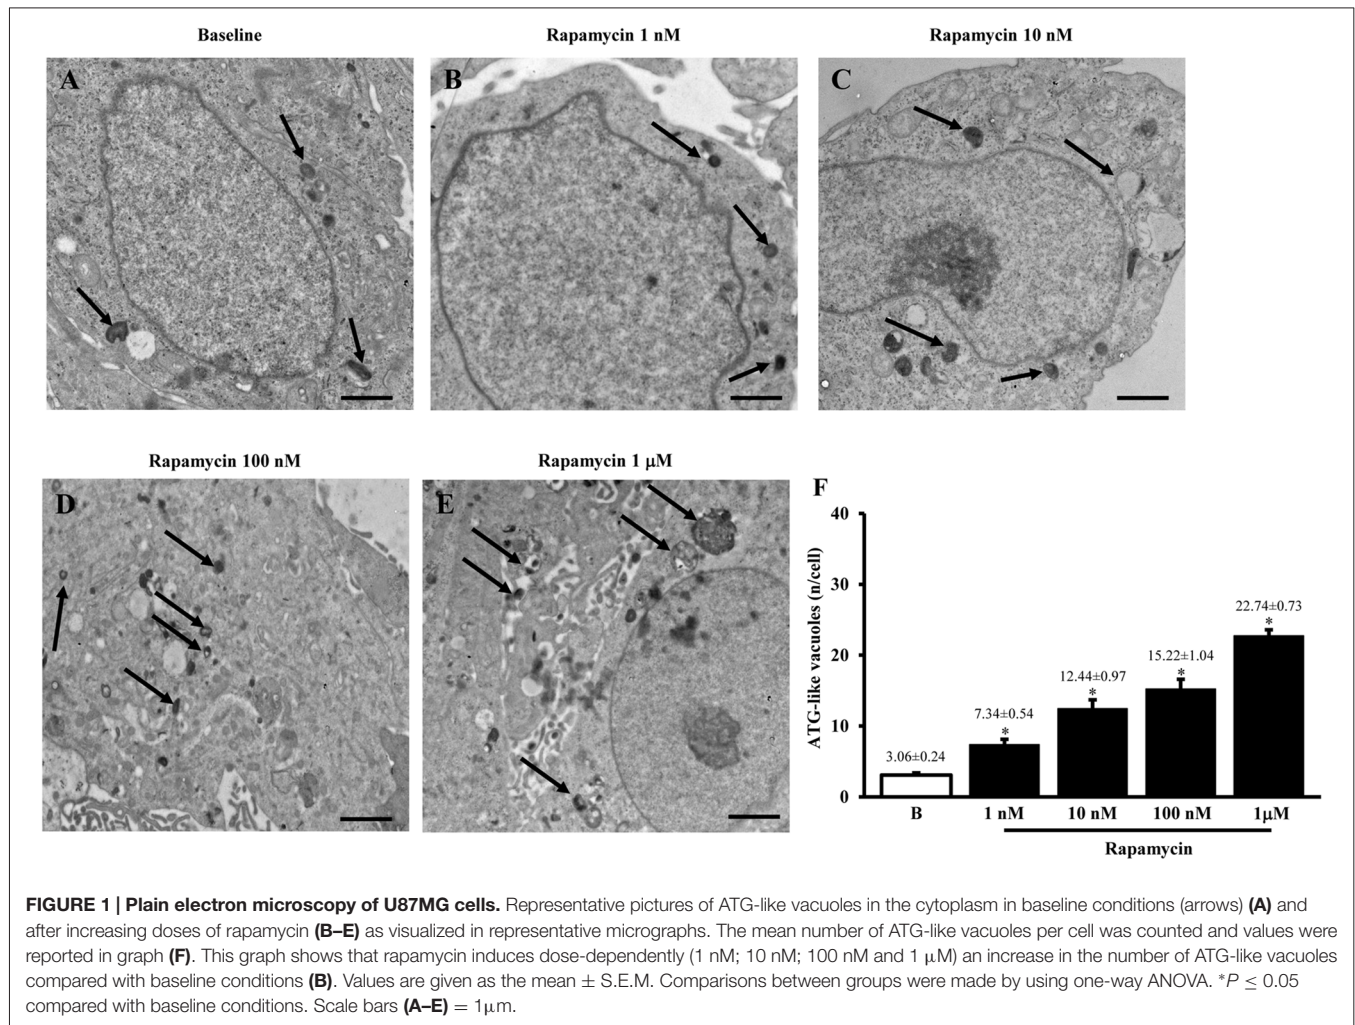 Baseline
Rapamycin 1 nM
Rapamycin 10 nM
A
B
C
Rapamycin 100 nM
Rapamycin 1 μM
D
E
F
ATG-like vacuoles (n/cell)
40
30
20
10
0
3.06±0.24
7.34±0.54
*
12.44±0.97
*
15.22±1.04
*
22.74±0.73
*
B
1 nM
10 nM
100 nM
1μM
Rapamycin
FIGURE 1 | Plain electron microscopy of U87MG cells. Representative pictures of ATG-like vacuoles in the cytoplasm in baseline conditions (arrows) (A) and
after increasing doses of rapamycin (B–E) as visualized in representative micrographs. The mean number of ATG-like vacuoles per cell was counted and values were
reported in graph (F). This graph shows that rapamycin induces dose-dependently (1 nM; 10 nM; 100 nM and 1 μM) an increase in the number of ATG-like vacuoles
compared with baseline conditions (B). Values are given as the mean ± S.E.M. Comparisons between groups were made by using one-way ANOVA. *P ≤ 0.05
compared with baseline conditions. Scale bars (A–E) = 1μm.